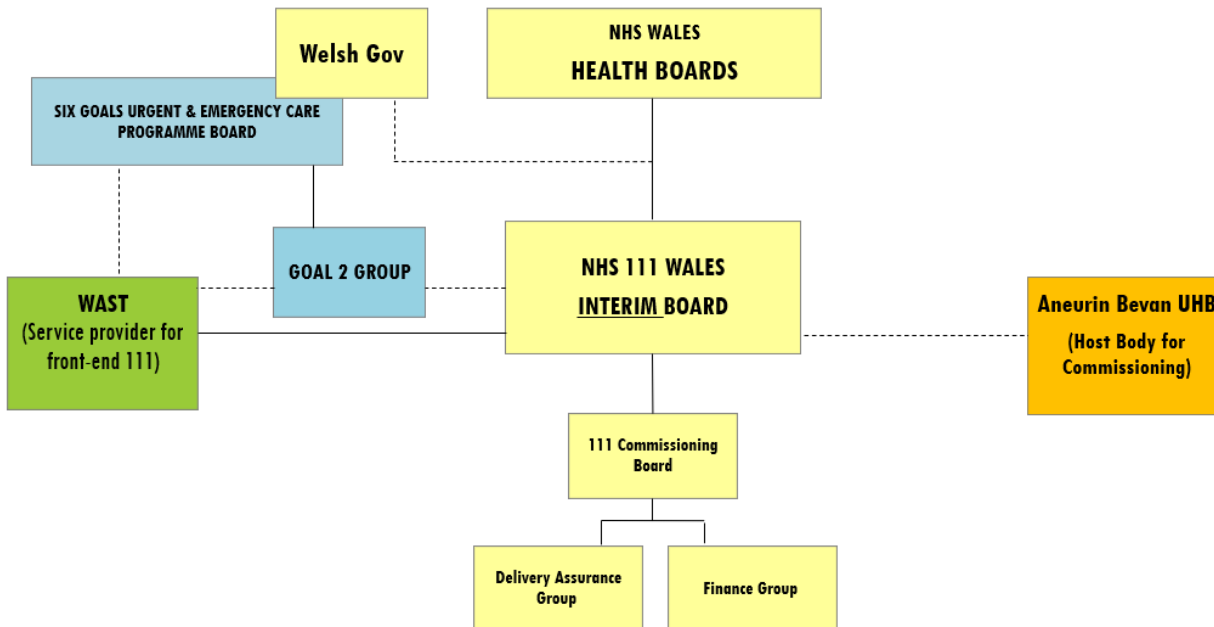 Welsh Gov
NHS WALES
HEALTH BOARDS
SIX GOALS URGENT & EMERGENCY CARE
PROGRAMME BOARD
GOAL 2 GROUP
NHS 111 WALES
INTERIM BOARD
WAST
(Service provider for
front-end 111)
Aneurin Bevan UHB
(Host Body for
Commissioning)
111 Commissioning
Board
Delivery Assurance
Group
Finance Group